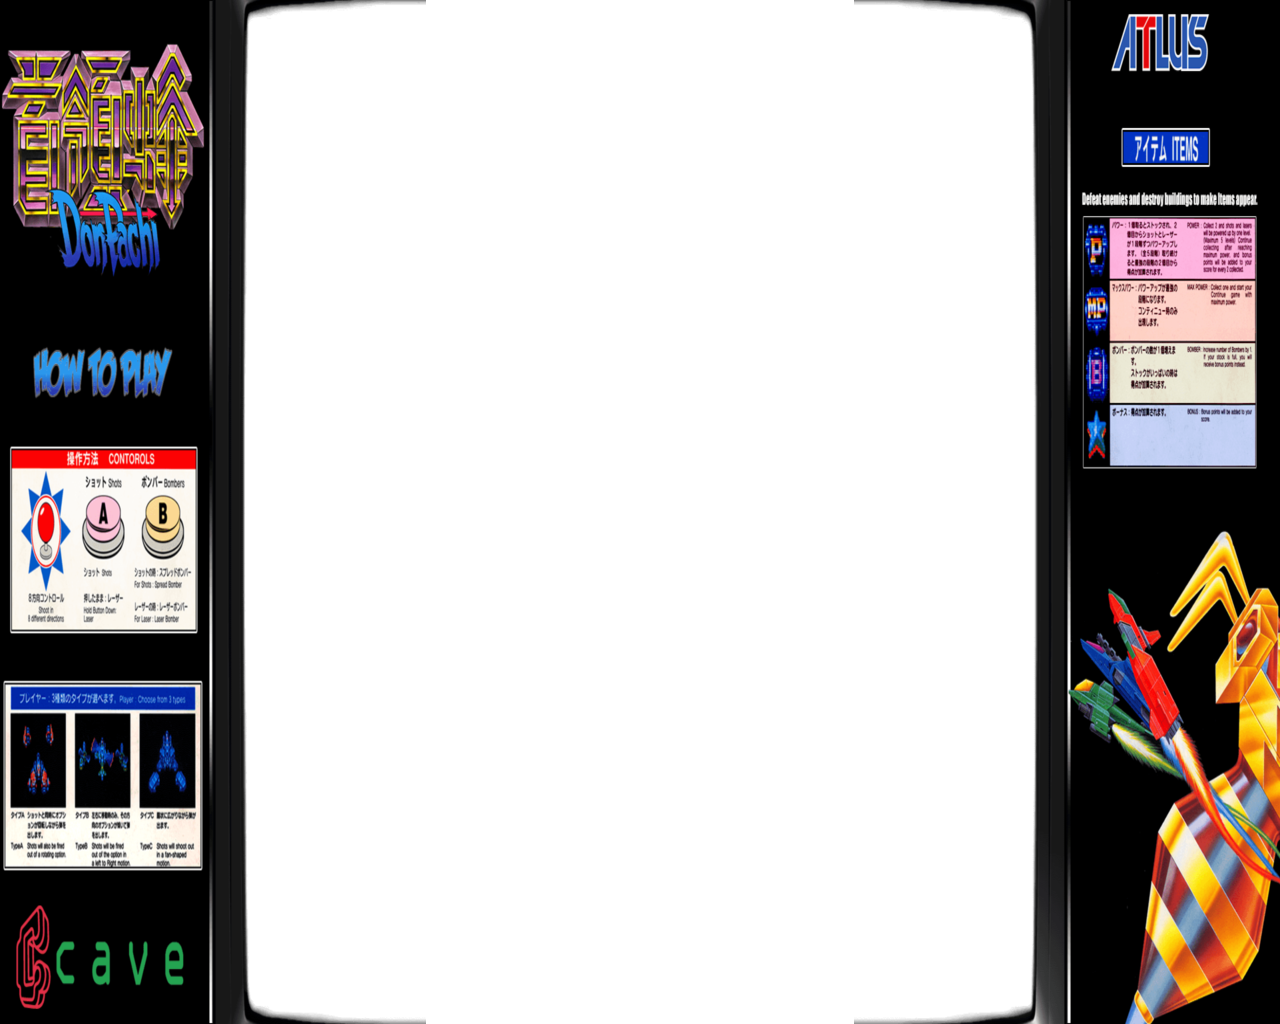 首領蜂
DonPachi
HOW TO PLAY
操作方法 CONTOROLS
ショット Shots
ボンバー Bombers
A
B
8方向コントロール
Shoot in
8 different directions
ショット Shots
押したまま：レーザー
Hold Button Down
Laser
ショットの時：スプレッドボンバー
For Shots : Spread Bomber
レーザーの時：レーザーボンバー
For Laser : Laser Bomber
プレイヤー：3種類のタイプが選べます。Player : Choose from 3 types
タイプA ショットと同時にオプシ
ョンが回転しながら弾を
出します。
TypeA Shots will also be fired
out of a rotating option.
タイプB 左右に移動時のみ、その方
向のオプションが傾いて弾
を出します。
TypeB Shots will be fired
out of the option in
a left to Right motion.
タイプC 扇状に広がりながら弾が
出ます。
TypeC Shots will shoot out
in a fan-shaped
motion.
cave
ATLUS
アイテム ITEMS
Defeat enemies and destroy buildings to make Items appear.
P
パワー：1個取るとストックされ、2
個目からショットとレーザー
が1段階ずつパワーアップし
ます。(全5段階) 取り続け
ると最強の段階の2個目から
得点が加算されます。
POWER : Collect 2 and shots and lasers
will be powered up by one level
(Maximum 5 levels) Continue
collecting after reaching
maximum power, and bonus
points will be added to your
score for every 2 collected.
MP
マックスパワー：パワーアップが最強の
段階になります。
コンティニュー時のみ
出現します。
MAX POWER : Collect one and start your
Continue game with
maximum power.
B
ボンバー：ボンバーの数が1個増えま
す。
ストックがいっぱいの時は
得点が加算されます。
BOMBER : Increase number of Bombers by 1.
If your stock is full, you will
receive bonus points instead.
ボーナス：得点が加算されます。
BONUS : Bonus points will be added to your
score.